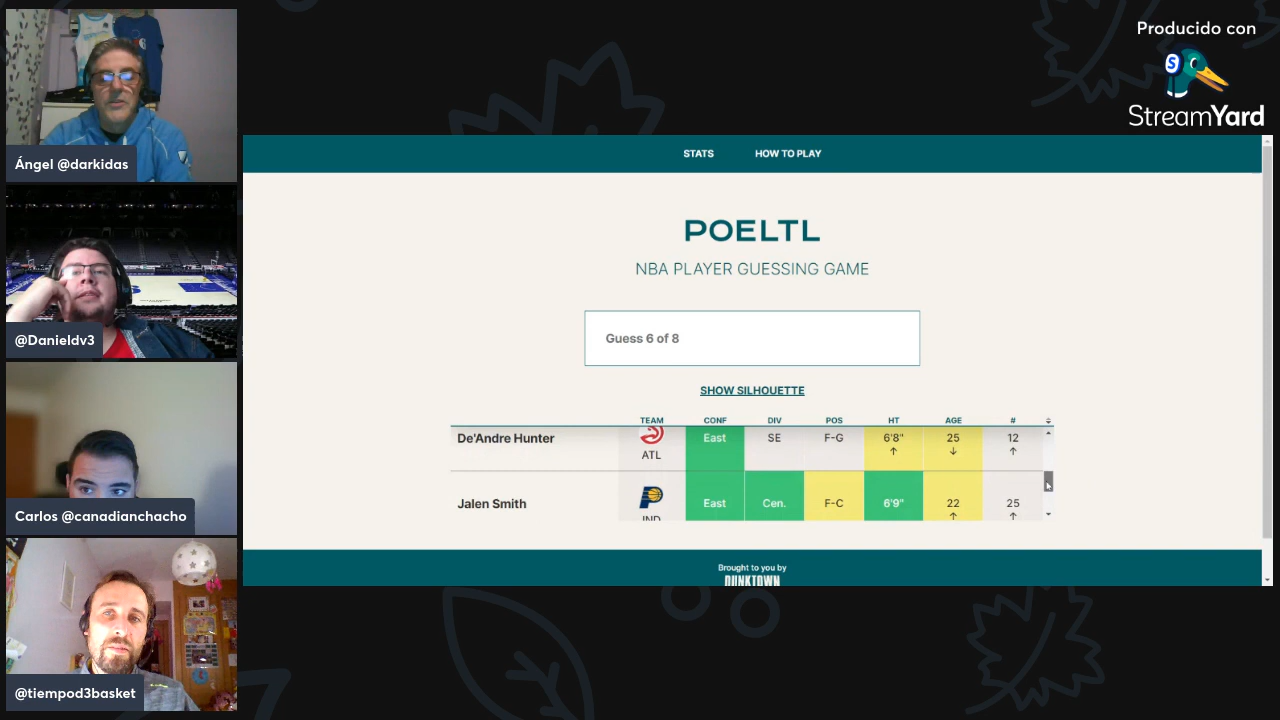 Producido con
StreamYard
Ángel @darkidas
@Danieldv3
Carlos @canadianchacho
@tiempod3basket
STATS HOW TO PLAY
POELTL
NBA PLAYER GUESSING GAME
Guess 6 of 8
SHOW SILHOUETTE
TEAM CONF DIV POS HT AGE #
De'Andre Hunter ATL East SE F-G 6'8" ↑ 25 ↓ 12 ↑
Jalen Smith IND East Cen. F-C 6'9" 22 ↑ 25 ↑
Brought to you by
DUNKTOWN